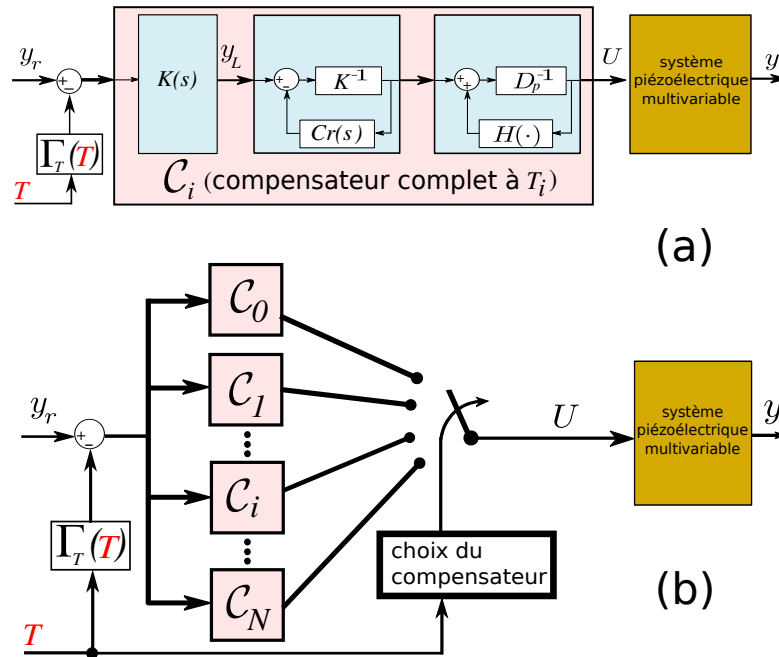 y_r
+
−
K(s)
y_L
+
−
K^-1
Cr(s)
+
+
D_p^-1
H(·)
U
système
piézoélectrique
multivariable
y
Γ_T(T)
T
C_i (compensateur complet à T_i)
(a)
C_0
C_1
C_i
C_N
y_r
+
−
Γ_T(T)
T
choix du
compensateur
U
système
piézoélectrique
multivariable
y
(b)